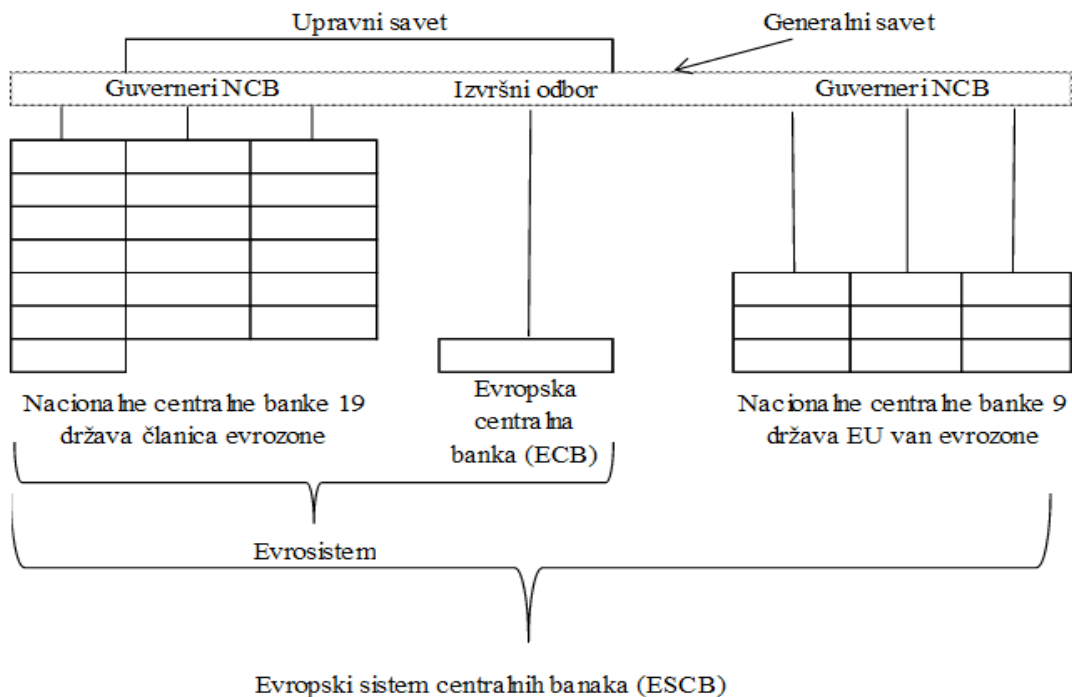 Upravni savet
Generalni savet
Guverneri NCB
Izvršni odbor
Guverneri NCB
Nacionalne centralne banke 19
država članica evrozone
Evropska
centralna
banka (ECB)
Nacionalne centralne banke 9
država EU van evrozone
Evrosistem
Evropski sistem centralnih banaka (ESCB)